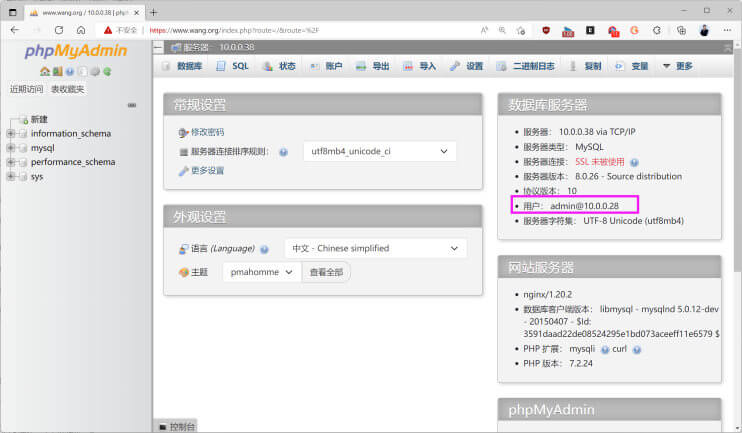 www.wang.org / 10.0.0.38 | phpM
不安全
https://www.wang.org/index.php?route=/&route=%2F
phpMyAdmin
近期访问 表收藏夹
新建
information_schema
mysql
performance_schema
sys
服务器: 10.0.0.38
数据库 SQL 状态 账户 导出 导入 设置 二进制日志 复制 变量 更多
常规设置
修改密码
服务器连接排序规则: utf8mb4_unicode_ci
更多设置
外观设置
语言 (Language) 中文 - Chinese simplified
主题 pmahomme 查看全部
数据库服务器
服务器: 10.0.0.38 via TCP/IP
服务器类型: MySQL
服务器连接: SSL 未被使用
服务器版本: 8.0.26 - Source distribution
协议版本: 10
用户: admin@10.0.0.28
服务器字符集: UTF-8 Unicode (utf8mb4)
网站服务器
nginx/1.20.2
数据库客户端版本: libmysql - mysqlnd 5.0.12-dev
- 20150407 - $Id:
3591daad22de08524295e1bd073aceeff11e6579 $
PHP 扩展: mysqli curl
PHP 版本: 7.2.24
phpMyAdmin
控制台